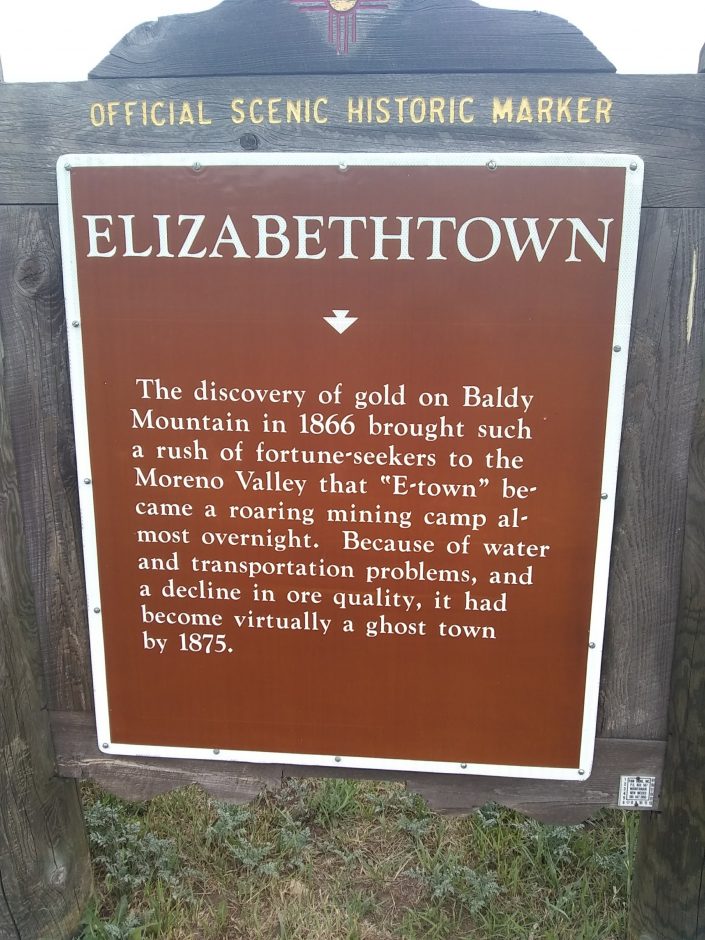 OFFICIAL SCENIC HISTORIC MARKER
ELIZABETHTOWN
The discovery of gold on Baldy
Mountain in 1866 brought such
a rush of fortune-seekers to the
Moreno Valley that "E-town" be-
came a roaring mining camp al-
most overnight. Because of water
and transportation problems, and
a decline in ore quality, it had
become virtually a ghost town
by 1875.